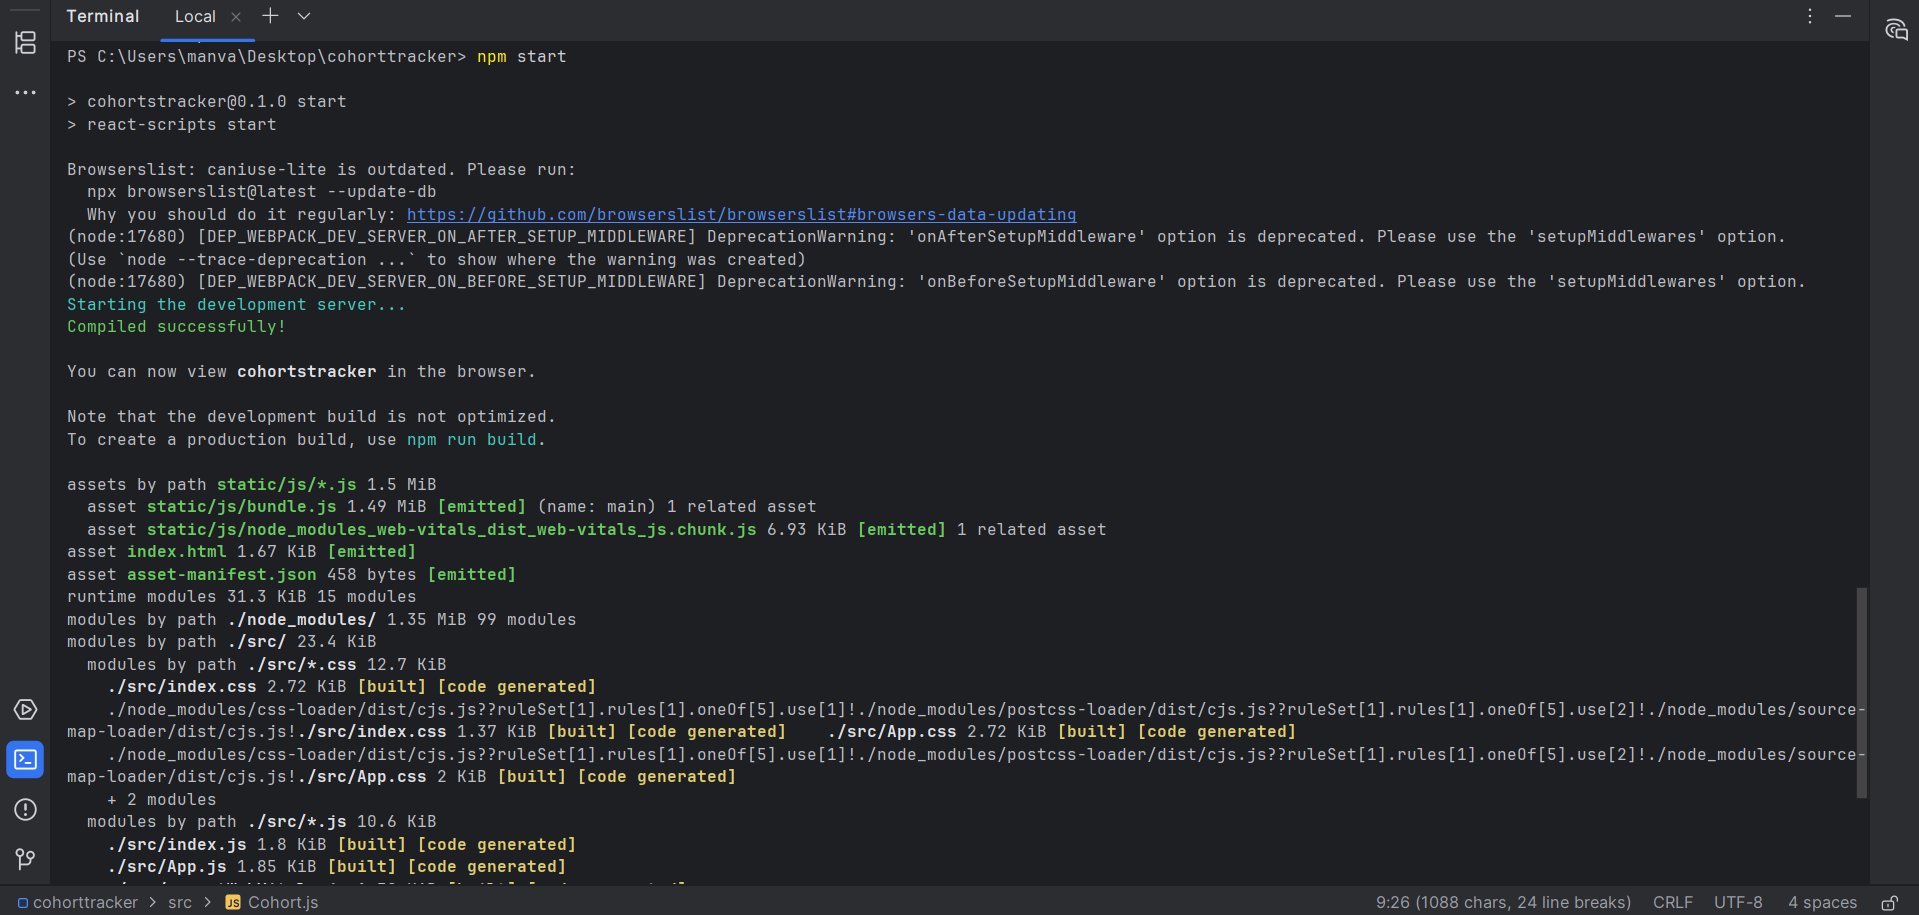 Terminal Local
PS C:\Users\manva\Desktop\cohorttracker> npm start
> cohortstracker@0.1.0 start
> react-scripts start
Browserslist: caniuse-lite is outdated. Please run:
npx browserslist@latest --update-db
Why you should do it regularly: https://github.com/browserslist/browserslist#browsers-data-updating
(node:17680) [DEP_WEBPACK_DEV_SERVER_ON_AFTER_SETUP_MIDDLEWARE] DeprecationWarning: 'onAfterSetupMiddleware' option is deprecated. Please use the 'setupMiddlewares' option.
(Use `node --trace-deprecation ...` to show where the warning was created)
(node:17680) [DEP_WEBPACK_DEV_SERVER_ON_BEFORE_SETUP_MIDDLEWARE] DeprecationWarning: 'onBeforeSetupMiddleware' option is deprecated. Please use the 'setupMiddlewares' option.
Starting the development server...
Compiled successfully!
You can now view cohortstracker in the browser.
Note that the development build is not optimized.
To create a production build, use npm run build.
assets by path static/js/*.js 1.5 MiB
asset static/js/bundle.js 1.49 MiB [emitted] (name: main) 1 related asset
asset static/js/node_modules_web-vitals_dist_web-vitals_js.chunk.js 6.93 KiB [emitted] 1 related asset
asset index.html 1.67 KiB [emitted]
asset asset-manifest.json 458 bytes [emitted]
runtime modules 31.3 KiB 15 modules
modules by path ./node_modules/ 1.35 MiB 99 modules
modules by path ./src/ 23.4 KiB
modules by path ./src/*.css 12.7 KiB
./src/index.css 2.72 KiB [built] [code generated]
./node_modules/css-loader/dist/cjs.js??ruleSet[1].rules[1].oneOf[5].use[1]!./node_modules/postcss-loader/dist/cjs.js??ruleSet[1].rules[1].oneOf[5].use[2]!./node_modules/source-
map-loader/dist/cjs.js!./src/index.css 1.37 KiB [built] [code generated] ./src/App.css 2.72 KiB [built] [code generated]
./node_modules/css-loader/dist/cjs.js??ruleSet[1].rules[1].oneOf[5].use[1]!./node_modules/postcss-loader/dist/cjs.js??ruleSet[1].rules[1].oneOf[5].use[2]!./node_modules/source-
map-loader/dist/cjs.js!./src/App.css 2 KiB [built] [code generated]
+ 2 modules
modules by path ./src/*.js 10.6 KiB
./src/index.js 1.8 KiB [built] [code generated]
./src/App.js 1.85 KiB [built] [code generated]
cohorttracker > src > JS Cohort.js 9:26 (1088 chars, 24 line breaks) CRLF UTF-8 4 spaces